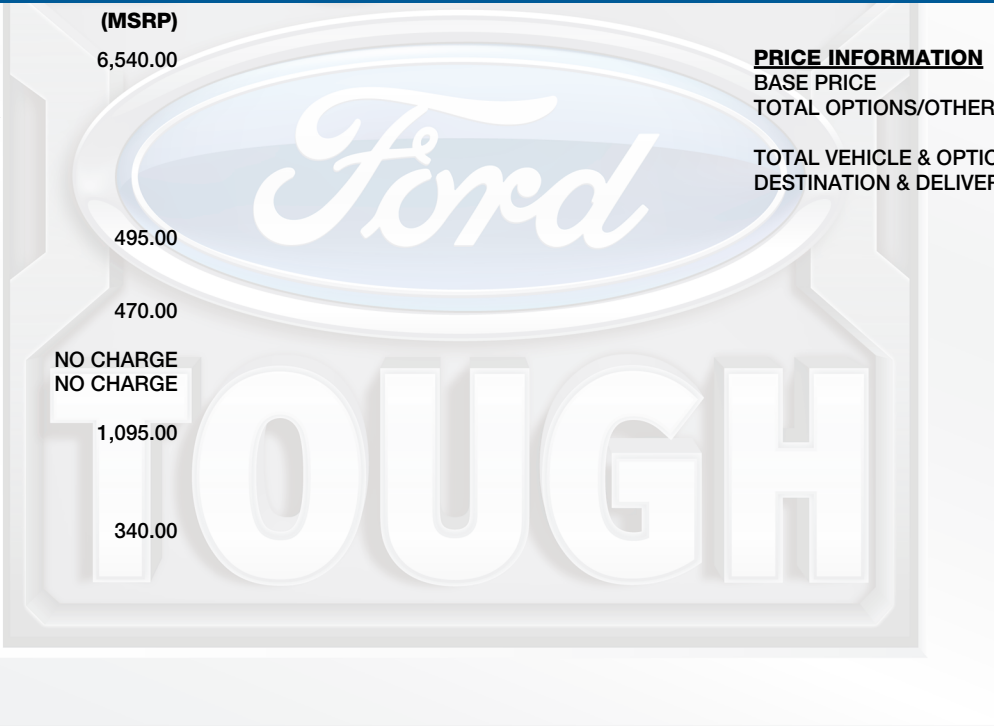 (MSRP)
6,540.00
495.00
470.00
NO CHARGE
NO CHARGE
1,095.00
340.00
PRICE INFORMATION
BASE PRICE
TOTAL OPTIONS/OTHER
TOTAL VEHICLE & OPTIO
DESTINATION & DELIVER
Ford
TOUGH